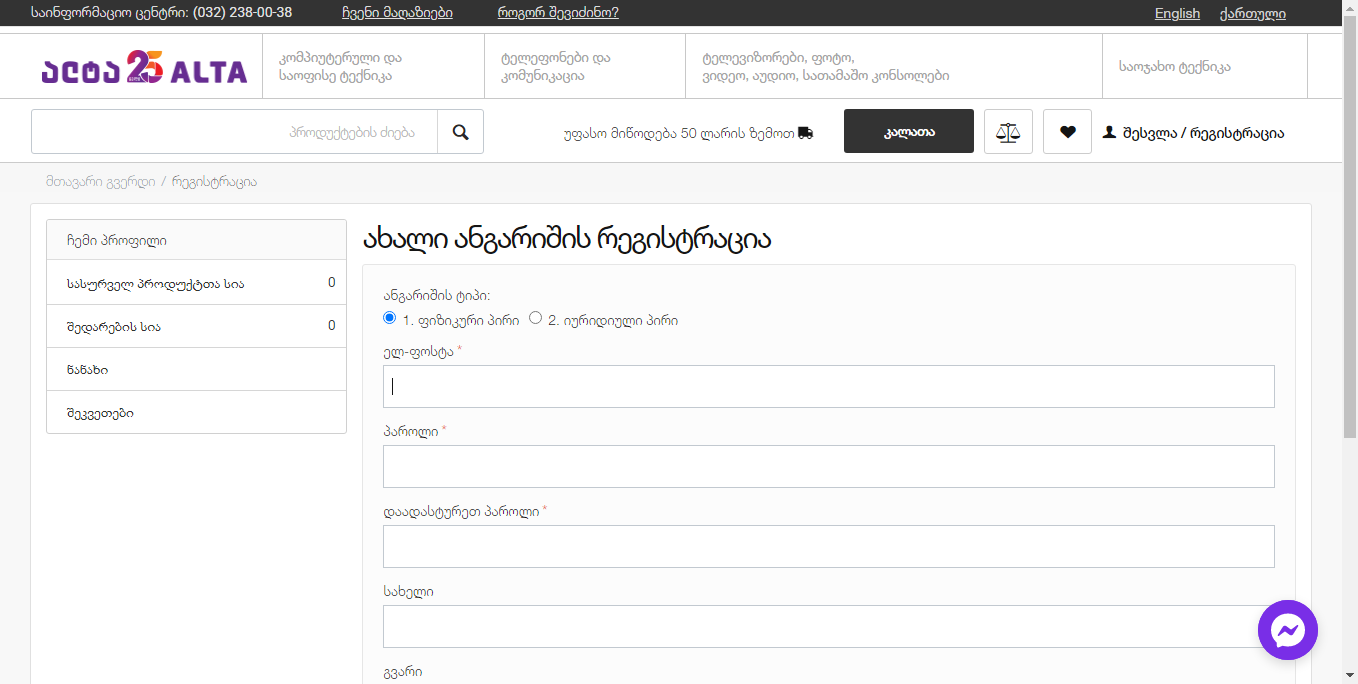 საინფორმაციო ცენტრი: (032) 238-00-38
ჩვენი მაღაზიები
როგორ შევიძინო?
English
ქართული
ალტა 25 ALTA
კომპიუტერული და
საოფისე ტექნიკა
ტელეფონები და
კომუნიკაცია
ტელევიზორები, ფოტო,
ვიდეო, აუდიო, სათამაშო კონსოლები
საოჯახო ტექნიკა
პროდუქტების ძიება
უფასო მიწოდება 50 ლარის ზემოთ
კალათა
შესვლა / რეგისტრაცია
მთავარი გვერდი / რეგისტრაცია
ჩემი პროფილი
სასურველ პროდუქტთა სია 0
შედარების სია 0
ნანახი
შეკვეთები
ახალი ანგარიშის რეგისტრაცია
ანგარიშის ტიპი:
1. ფიზიკური პირი 2. იურიდიული პირი
ელ-ფოსტა *
პაროლი *
დაადასტურეთ პაროლი *
სახელი
გვარი